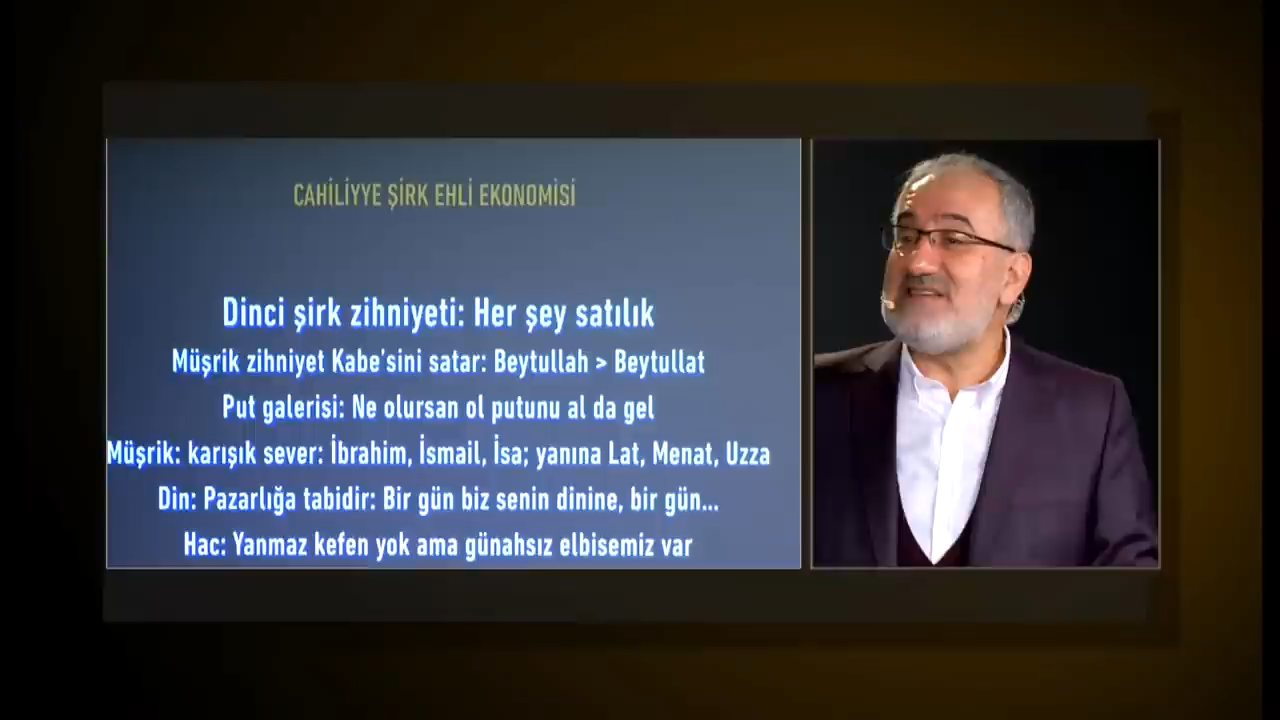 CAHİLİYYE ŞİRK EHLİ EKONOMİSİ
Dinci şirk zihniyeti: Her şey satılık
Müşrik zihniyet Kabe'sini satar: Beytullah > Beytullat
Put galerisi: Ne olursan ol putunu al da gel
Müşrik: karışık sever: İbrahim, İsmail, İsa; yanına Lat, Menat, Uzza
Din: Pazarlığa tabidir: Bir gün biz senin dinine, bir gün...
Hac: Yanmaz kefen yok ama günahsız elbisemiz var